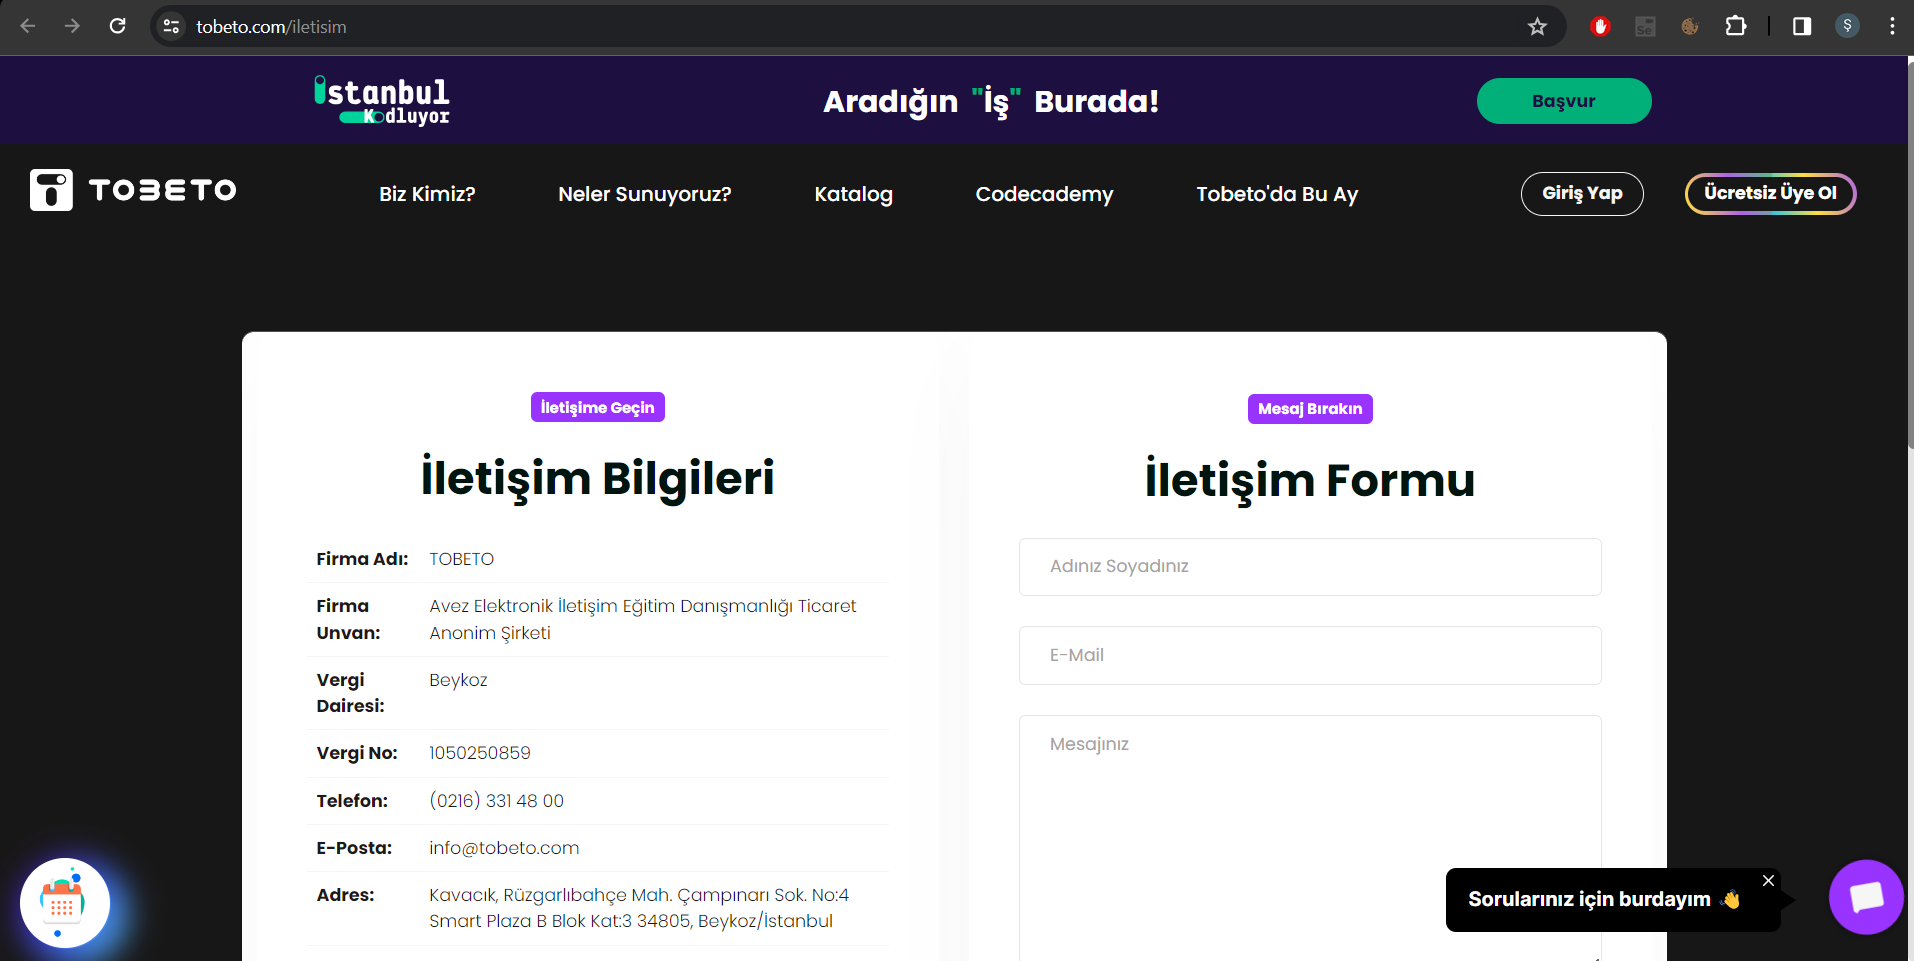 tobeto.com/iletisim
Ş
istanbul
Kodluyor
Aradığın "İş" Burada!
Başvur
TOBETO
Biz Kimiz?
Neler Sunuyoruz?
Katalog
Codecademy
Tobeto'da Bu Ay
Giriş Yap
Ücretsiz Üye Ol
İletişime Geçin
İletişim Bilgileri
Firma Adı: TOBETO
Firma Unvan: Avez Elektronik İletişim Eğitim Danışmanlığı Ticaret
Anonim Şirketi
Vergi Dairesi: Beykoz
Vergi No: 1050250859
Telefon: (0216) 331 48 00
E-Posta: info@tobeto.com
Adres: Kavacık, Rüzgarlıbahçe Mah. Çampınarı Sok. No:4
Smart Plaza B Blok Kat:3 34805, Beykoz/İstanbul
Mesaj Bırakın
İletişim Formu
Adınız Soyadınız
E-Mail
Mesajınız
Sorularınız için burdayım 👋